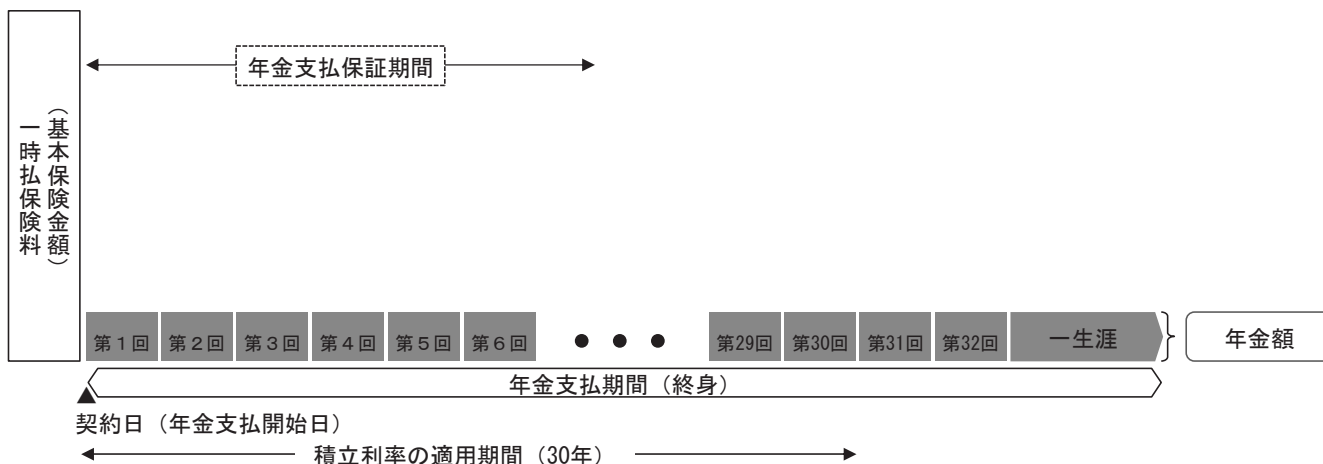 一時払保険料
（基本保険金額）
年金支払保証期間
第１回 第２回 第３回 第４回 第５回 第６回 ● ● ● 第29回 第30回 第31回 第32回 一生涯 年金額
年金支払期間（終身）
契約日（年金支払開始日）
積立利率の適用期間（30年）